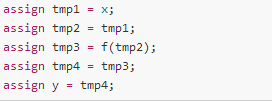 assign tmp1 = x;
assign tmp2 = tmp1;
assign tmp3 = f(tmp2);
assign tmp4 = tmp3;
assign y = tmp4;